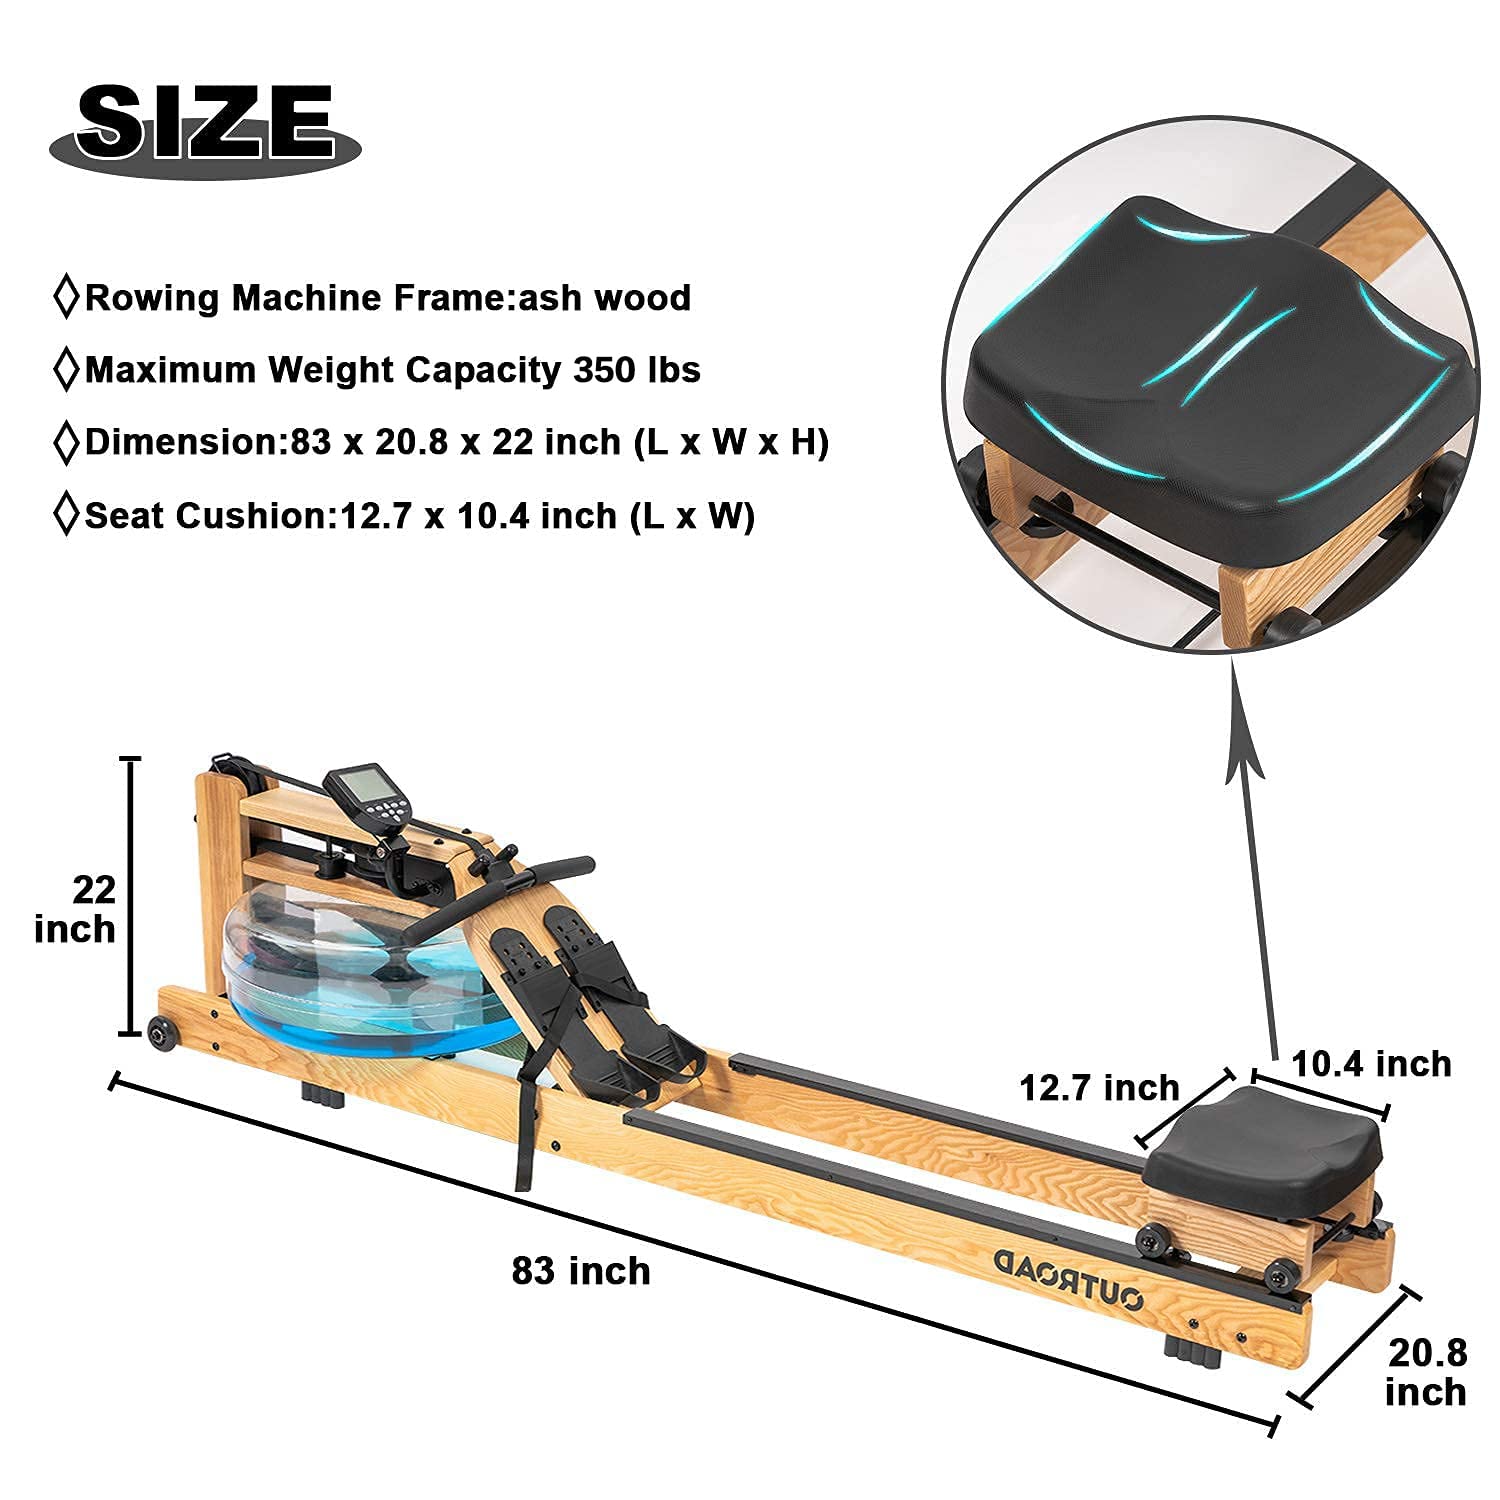 SIZE
◊Rowing Machine Frame:ash wood
◊Maximum Weight Capacity 350 lbs
◊Dimension:83 x 20.8 x 22 inch (L x W x H)
◊Seat Cushion:12.7 x 10.4 inch (L x W)
22
inch
12.7 inch
10.4 inch
83 inch
OUTROAD
20.8
inch